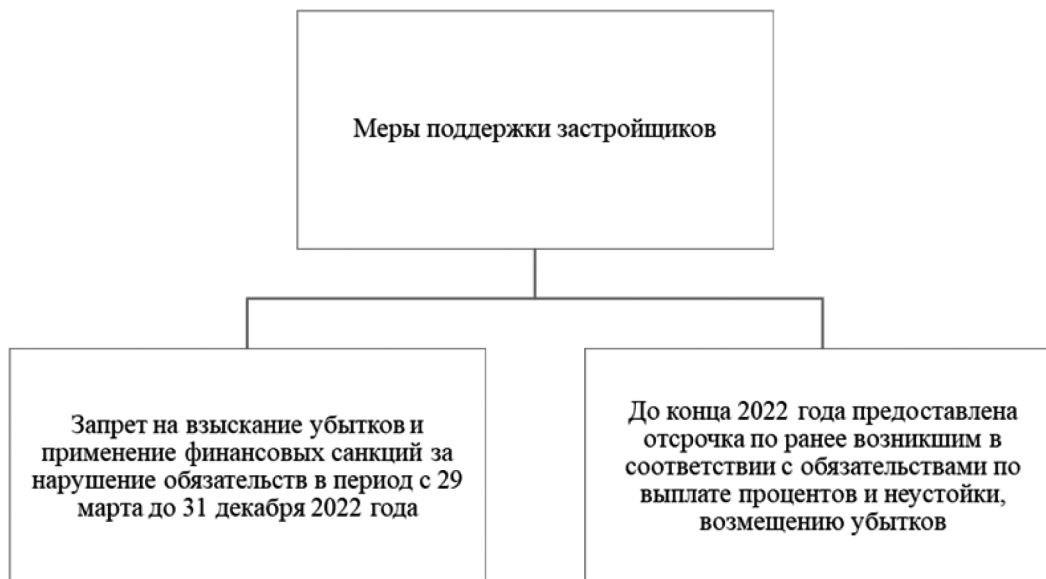 Меры поддержки застройщиков
Запрет на взыскание убытков и
применение финансовых санкций за
нарушение обязательств в период с 29
марта до 31 декабря 2022 года
До конца 2022 года предоставлена
отсрочка по ранее возникшим в
соответствии с обязательствами по
выплате процентов и неустойки,
возмещению убытков